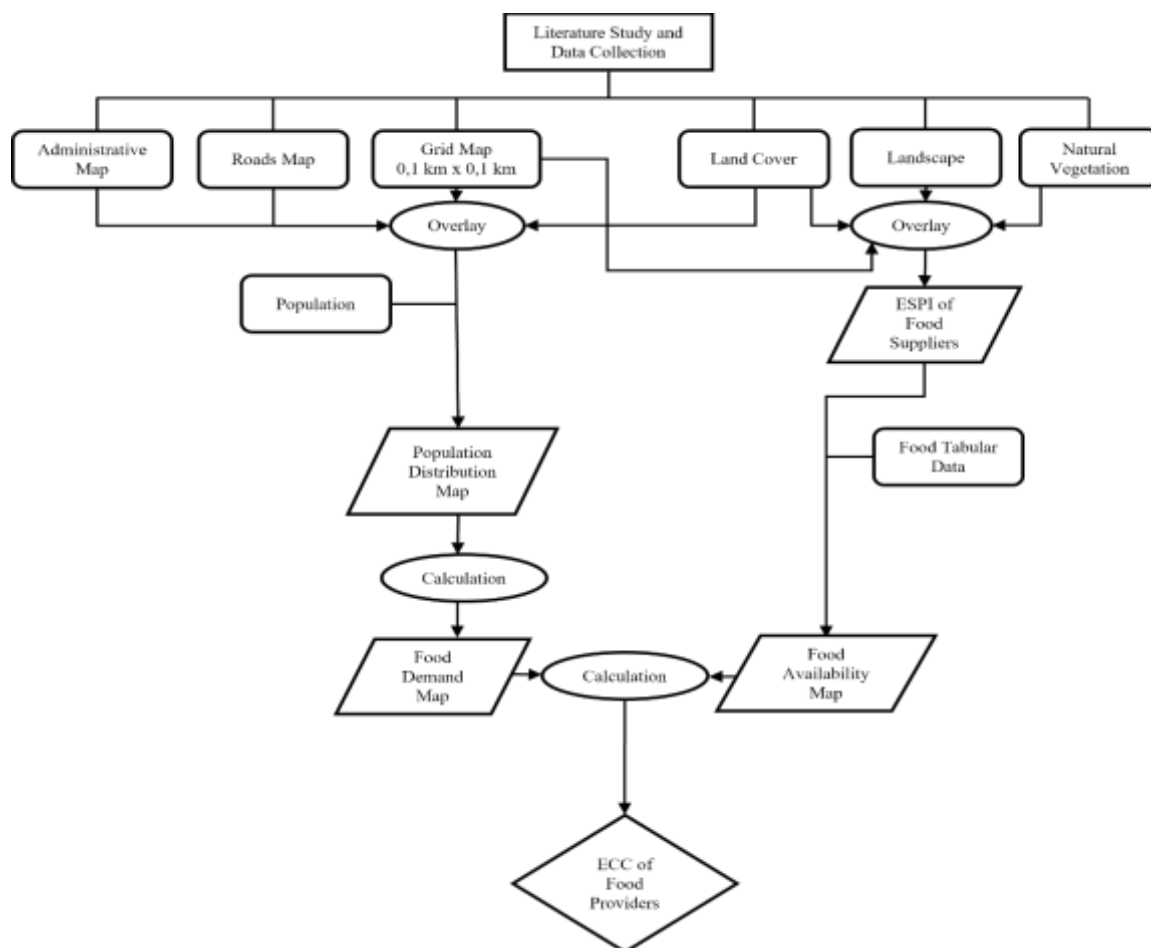 Literature Study and
Data Collection
Administrative
Map
Roads Map
Grid Map
0,1 km x 0,1 km
Land Cover
Landscape
Natural
Vegetation
Overlay
Overlay
Population
ESPI of
Food
Suppliers
Population
Distribution
Map
Food Tabular
Data
Calculation
Food
Demand
Map
Calculation
Food
Availability
Map
ECC of
Food
Providers